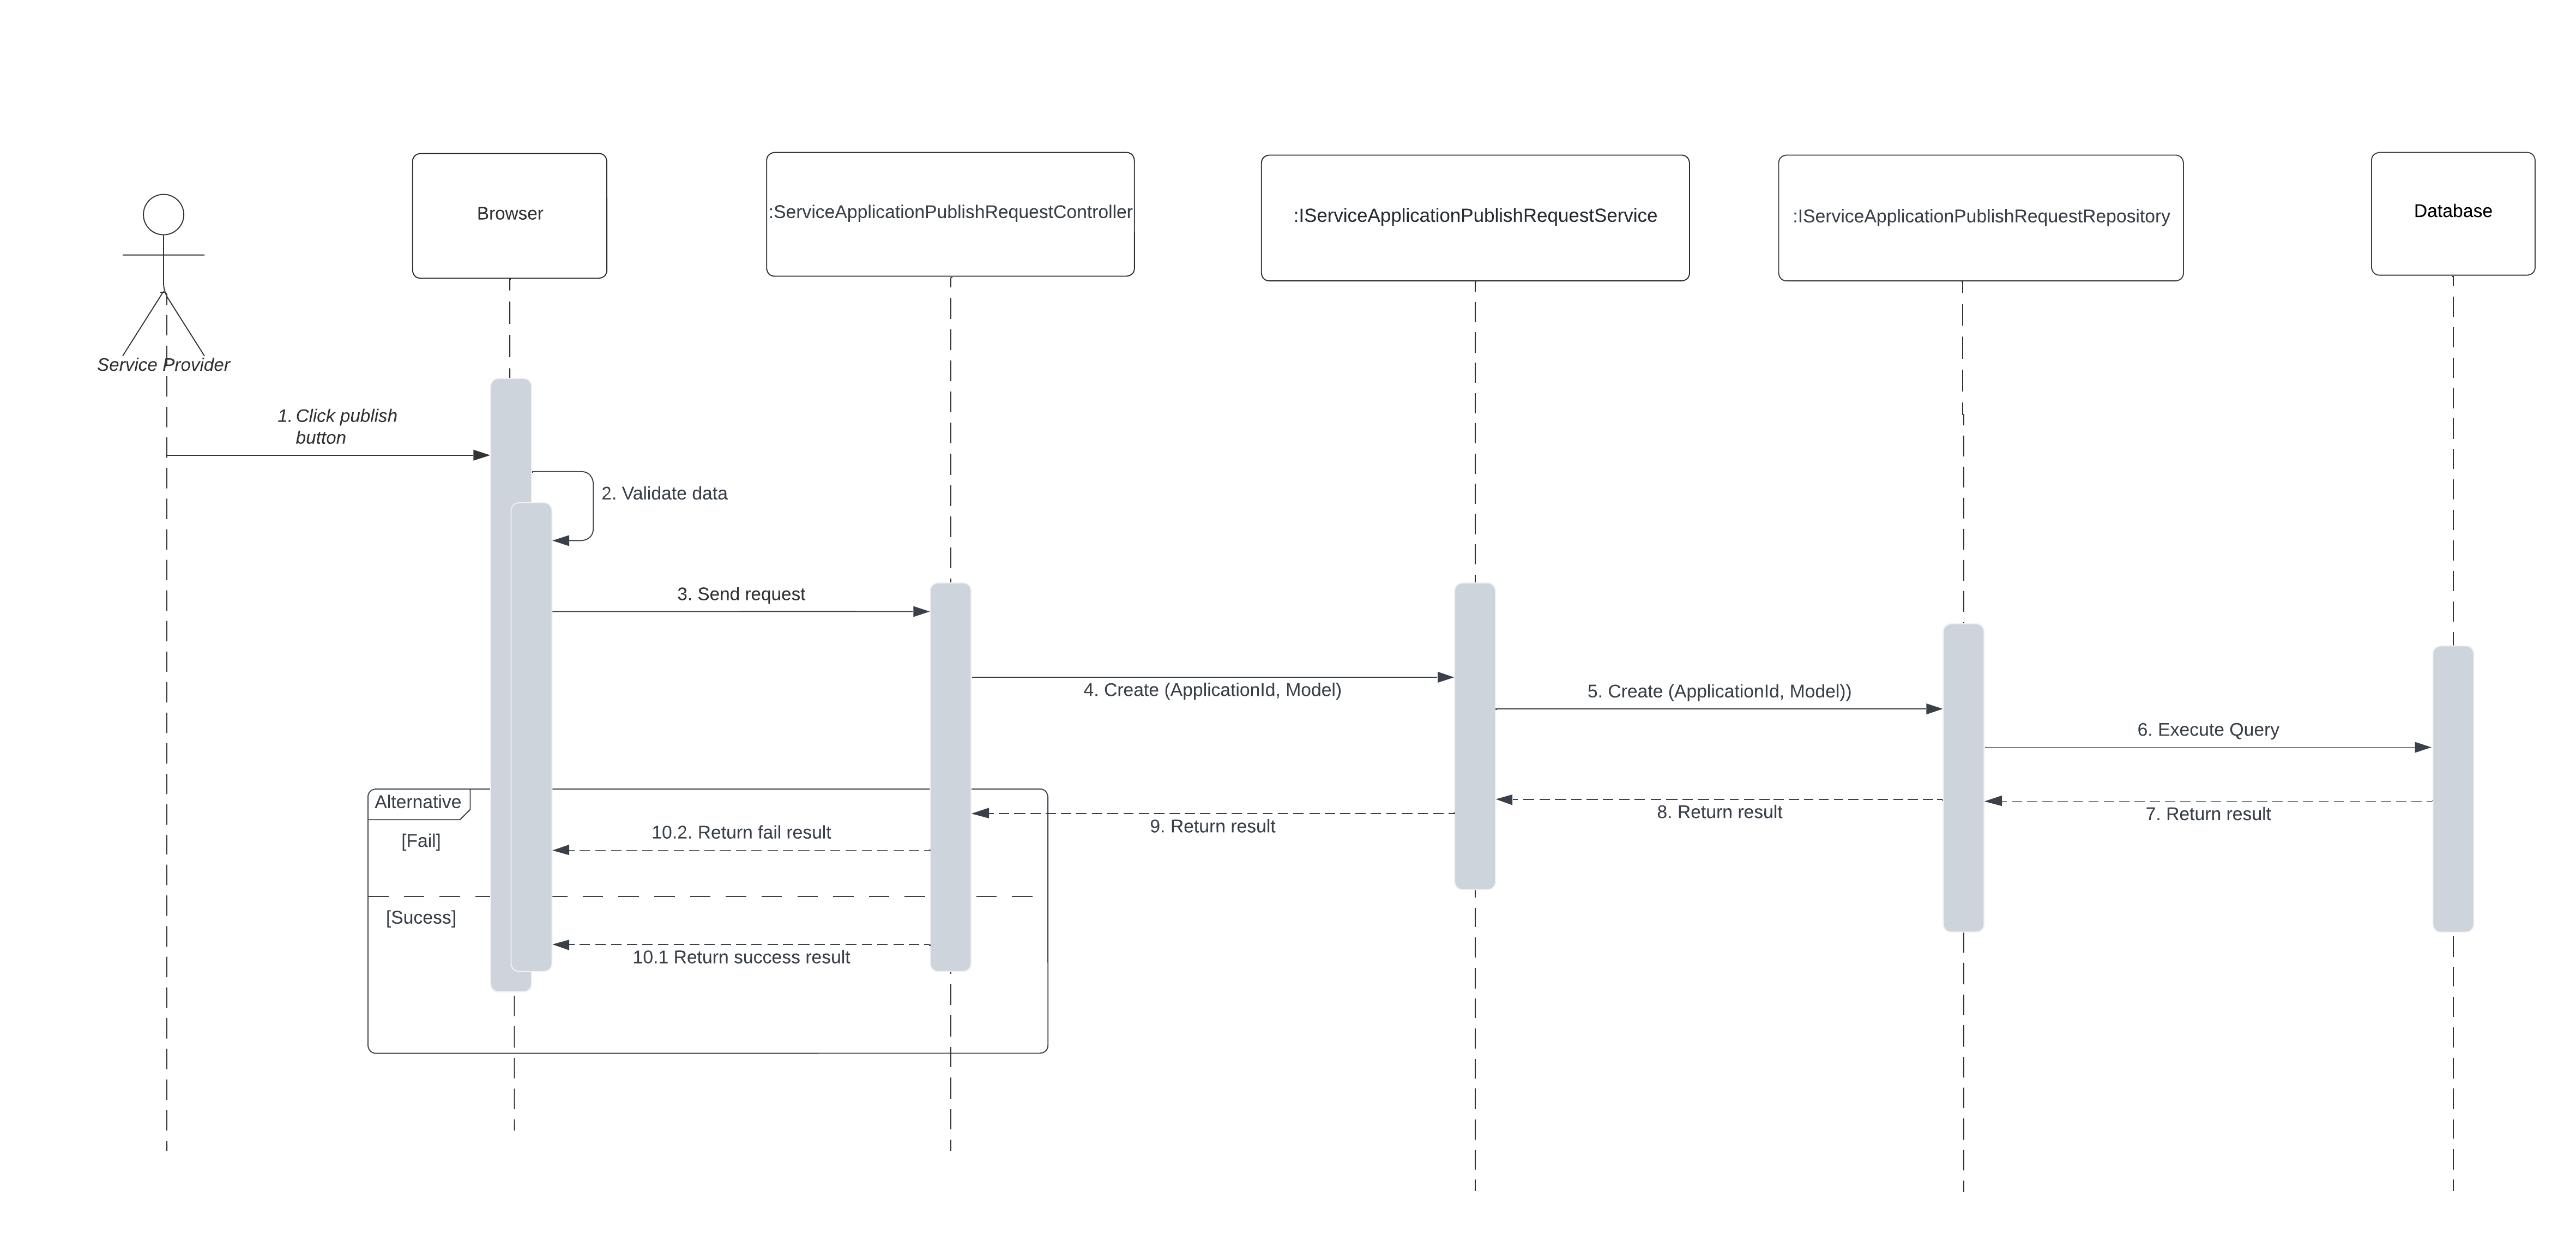 Browser
:ServiceApplicationPublishRequestController
:IServiceApplicationPublishRequestService
:IServiceApplicationPublishRequestRepository
Database
Service Provider
1. Click publish
button
2. Validate data
3. Send request
4. Create (ApplicationId, Model)
5. Create (ApplicationId, Model))
6. Execute Query
7. Return result
8. Return result
9. Return result
Alternative
[Fail]
10.2. Return fail result
[Sucess]
10.1 Return success result